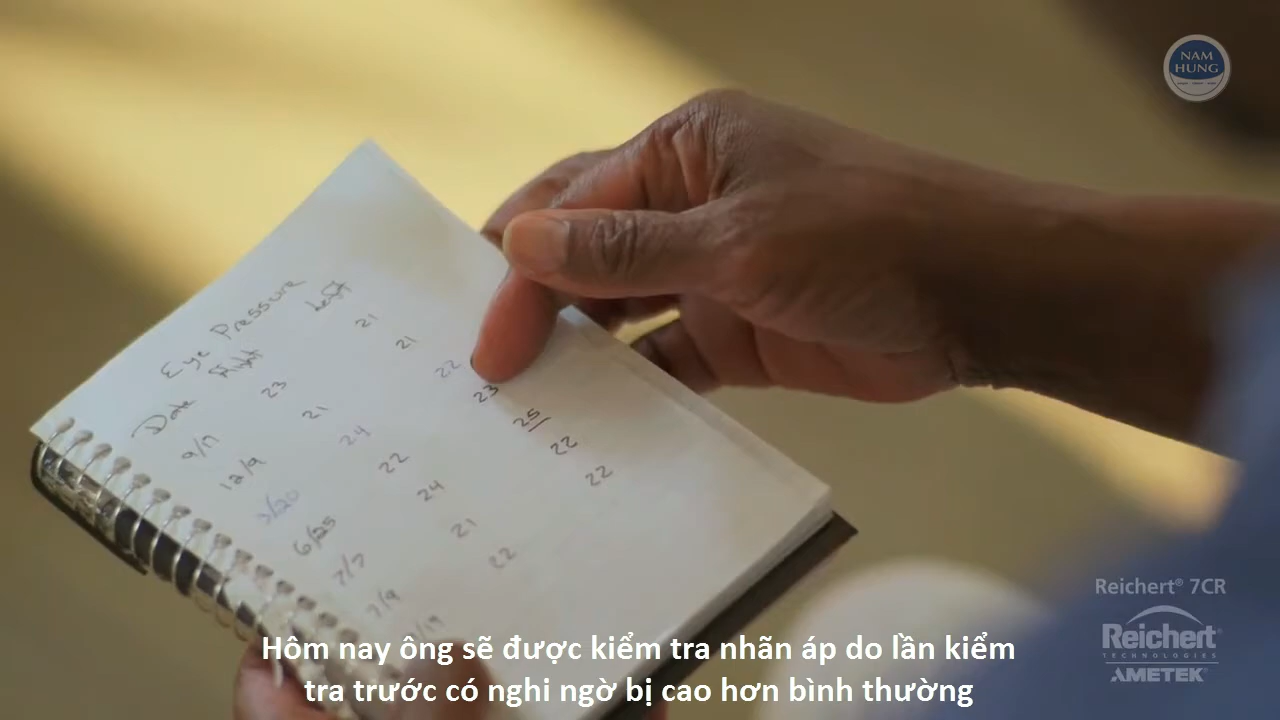 NAM
HUNG
Eye Pressure
Date Right Left
9/17 23 21
12/9 21 21
24 22
6/25 22 23
7/7 24 25
7/9 21 22
22 22
Reichert® 7CR
Reichert®
TECHNOLOGIES
AMETEK®
Hôm nay ông sẽ được kiểm tra nhãn áp do lần kiểm
tra trước có nghi ngờ bị cao hơn bình thường